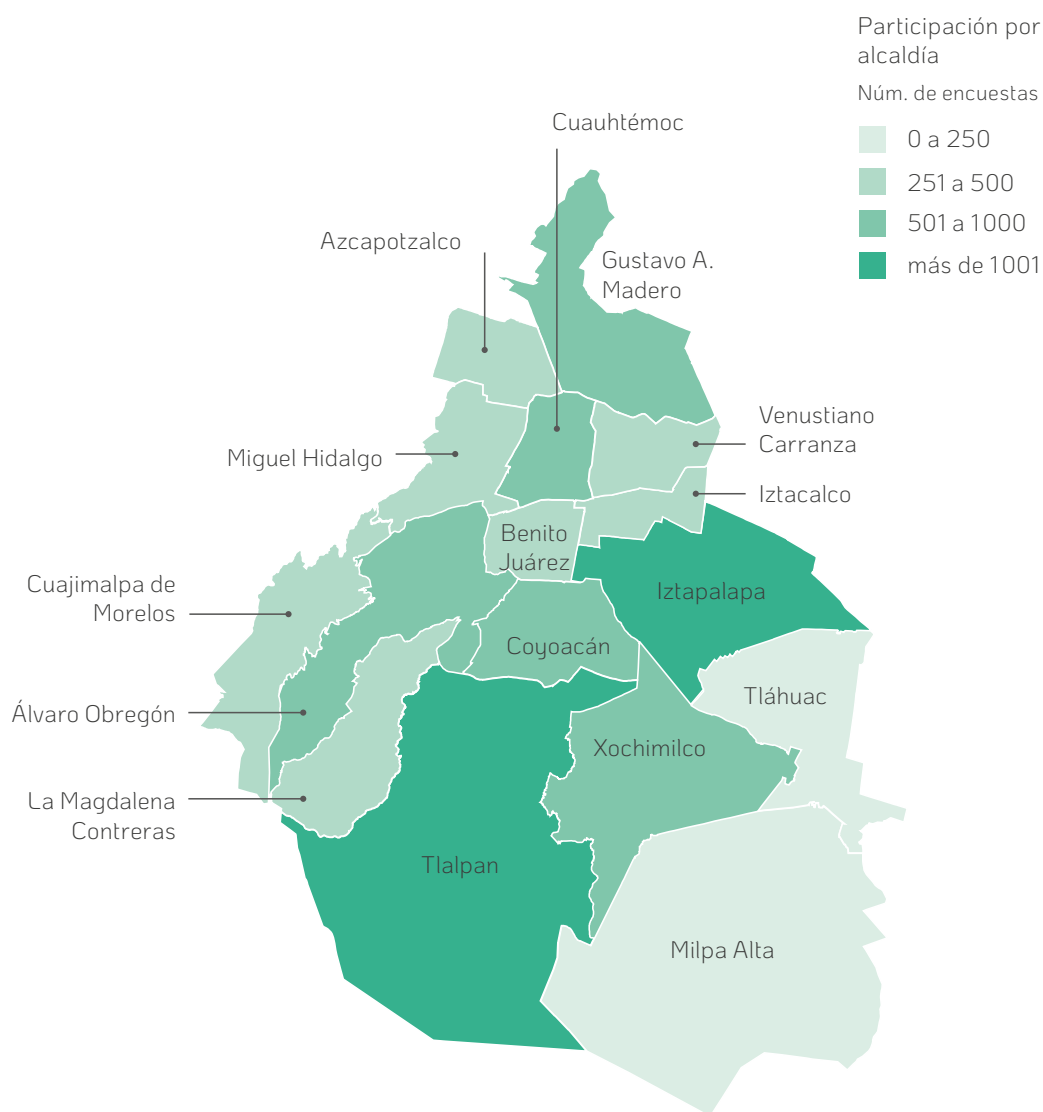 Participación por
alcaldía
Núm. de encuestas
0 a 250
251 a 500
501 a 1000
más de 1001
Cuauhtémoc
Azcapotzalco
Gustavo A.
Madero
Venustiano
Carranza
Miguel Hidalgo
Iztacalco
Benito
Juárez
Cuajimalpa de
Morelos
Iztapalapa
Coyoacán
Tláhuac
Álvaro Obregón
Xochimilco
La Magdalena
Contreras
Tlalpan
Milpa Alta